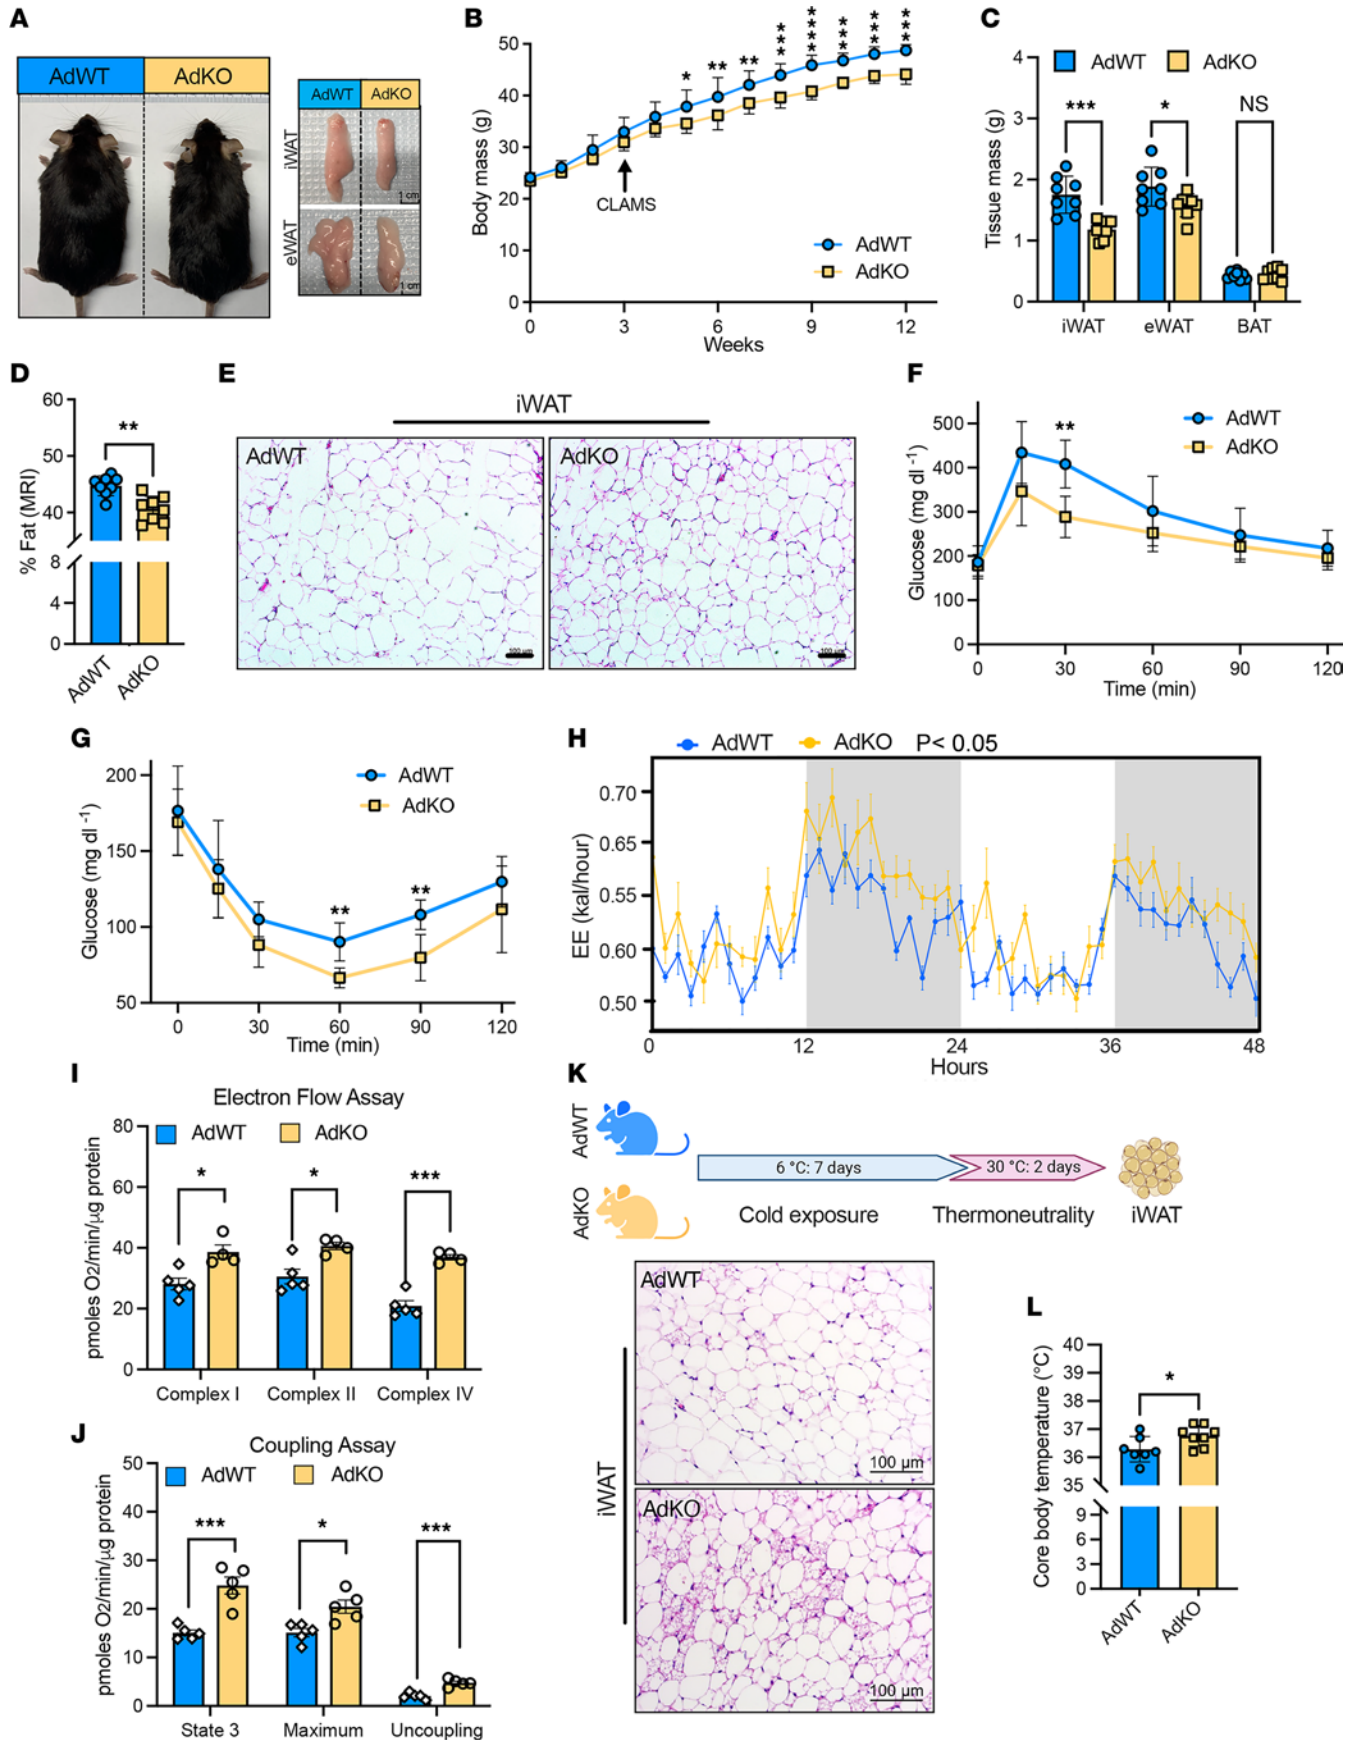 A
AdWT AdKO
AdWT AdKO
iWAT
1 cm
eWAT
1 cm
B
**** *** *** ***
***
* ** **
Body mass (g)
50
40
30
20
10
0
CLAMS
AdWT
AdKO
0 3 6 9 12
Weeks
C
AdWT AdKO
Tissue mass (g)
4
3
2
1
0
*** * NS
iWAT eWAT BAT
D
% Fat (MRI)
60
50
40
8
4
0
**
AdWT AdKO
E
iWAT
AdWT AdKO
100 µm 100 µm
F
Glucose (mg dl -1)
500
400
300
200
100
0
**
AdWT
AdKO
0 30 60 90 120
Time (min)
G
Glucose (mg dl -1)
200
150
100
50
** **
AdWT
AdKO
0 30 60 90 120
Time (min)
H
AdWT AdKO P< 0.05
EE (kal/hour)
0.70
0.65
0.55
0.60
0.50
0 12 24 36 48
Hours
I
Electron Flow Assay
AdWT AdKO
pmoles O2/min/µg protein
80
60
40
20
0
* * ***
Complex I Complex II Complex IV
J
Coupling Assay
AdWT AdKO
pmoles O2/min/µg protein
50
40
30
20
10
0
*** * ***
State 3 Maximum Uncoupling
K
AdWT
AdKO
6 °C: 7 days 30 °C: 2 days
Cold exposure Thermoneutrality iWAT
iWAT
AdWT
100 µm
AdKO
100 µm
L
Core body temperature (°C)
40
39
38
37
36
35
9
6
3
0
*
AdWT AdKO